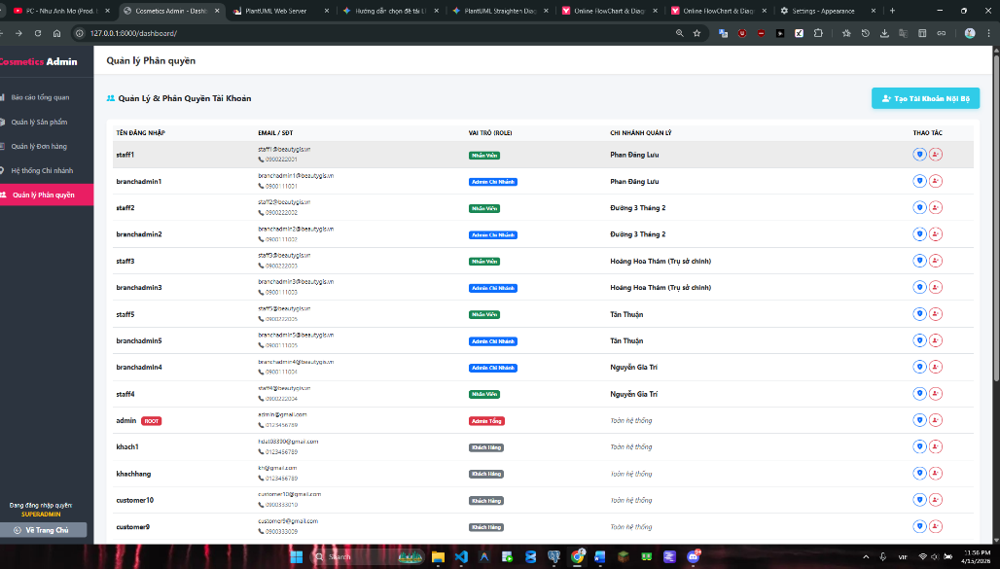 PC - Như Anh Mơ (Prod.
Cosmetics Admin - Dashb
PlantUML Web Server
Hướng dẫn chọn đề tài L
PlantUML Straighten Diag
Online FlowChart & Diag
Online FlowChart & Diag
Settings - Appearance
127.0.0.1:8000/dashboard/
Cosmetics Admin
Báo cáo tổng quan
Quản lý Sản phẩm
Quản lý Đơn hàng
Hệ thống Chi nhánh
Quản lý Phân quyền
Đang đăng nhập quyền:
SUPERADMIN
Về Trang Chủ
Quản lý Phân quyền
Quản Lý & Phân Quyền Tài Khoản
Tạo Tài Khoản Nội Bộ
TÊN ĐĂNG NHẬP EMAIL / SĐT VAI TRÒ (ROLE) CHI NHÁNH QUẢN LÝ THAO TÁC
staff1 staff1@beautygis.vn Nhân Viên Phan Đăng Lưu
0900222001
branchadmin1 branchadmin1@beautygis.vn Admin Chi Nhánh Phan Đăng Lưu
0900111001
staff2 staff2@beautygis.vn Nhân Viên Đường 3 Tháng 2
0900222002
branchadmin2 branchadmin2@beautygis.vn Admin Chi Nhánh Đường 3 Tháng 2
0900111002
staff3 staff3@beautygis.vn Nhân Viên Hoàng Hoa Thám (Trụ sở chính)
0900222003
branchadmin3 branchadmin3@beautygis.vn Admin Chi Nhánh Hoàng Hoa Thám (Trụ sở chính)
0900111003
staff5 staff5@beautygis.vn Nhân Viên Tân Thuận
0900222005
branchadmin5 branchadmin5@beautygis.vn Admin Chi Nhánh Tân Thuận
0900111005
branchadmin4 branchadmin4@beautygis.vn Admin Chi Nhánh Nguyễn Gia Trí
0900111004
staff4 staff4@beautygis.vn Nhân Viên Nguyễn Gia Trí
0900222004
admin ROOT admin@gmail.com Admin Tổng Toàn hệ thống
0123456789
khach1 hdat03390@gmail.com Khách Hàng Toàn hệ thống
0123456789
khachhang kh@gmail.com Khách Hàng Toàn hệ thống
0123456789
customer10 customer10@gmail.com Khách Hàng Toàn hệ thống
0900333010
customer9 customer9@gmail.com Khách Hàng Toàn hệ thống
0900333009
Search
VIE
11:56 PM
4/15/2026